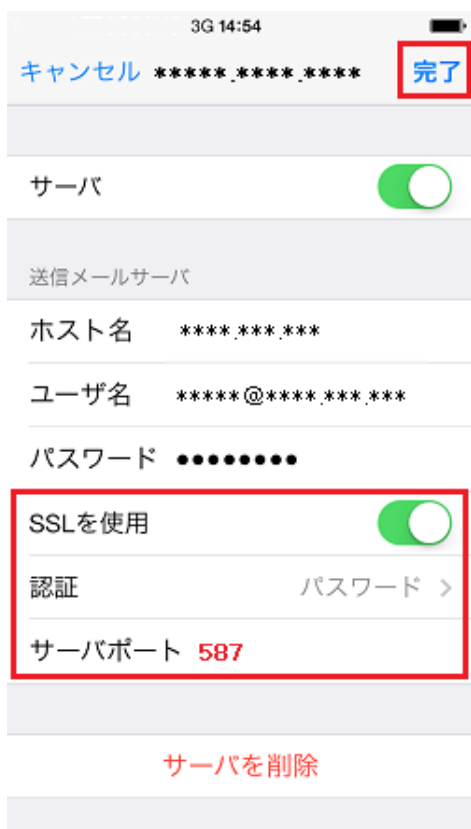 3G 14:54
キャンセル *****.****.**** 完了
サーバ
送信メールサーバ
ホスト名 ****.***.***
ユーザ名 *****@****.***.***
パスワード ●●●●●●●●
SSLを使用
認証 パスワード >
サーバポート 587
サーバを削除